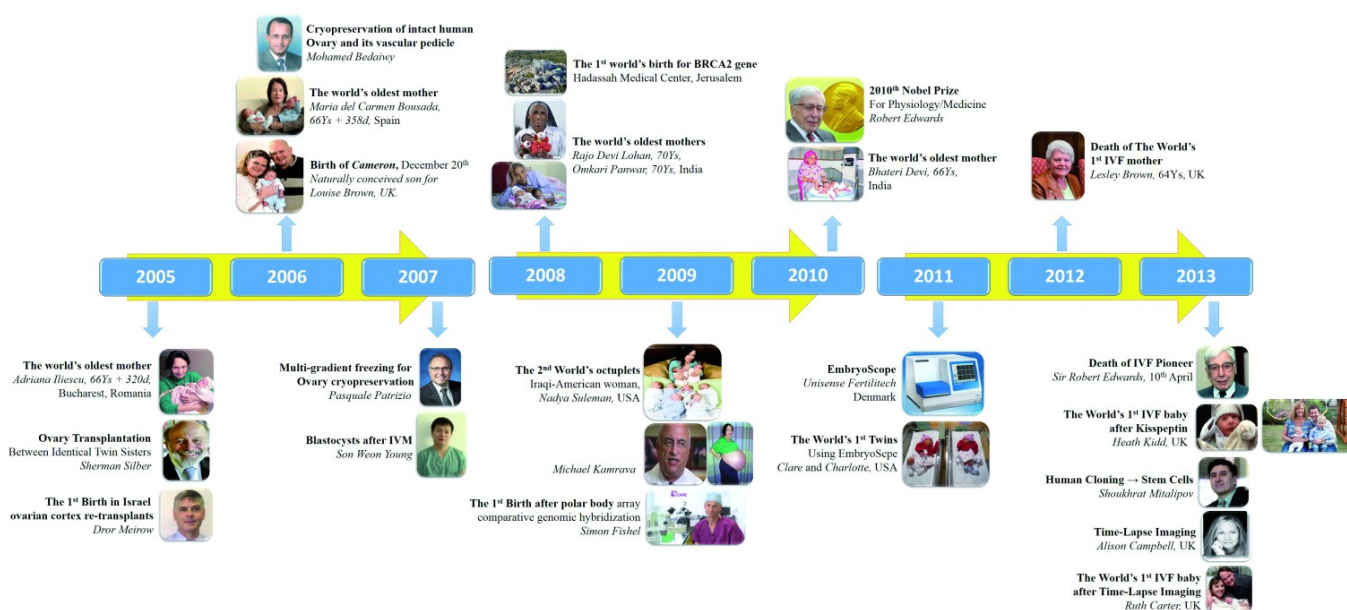 Cryopreservation of intact human
Ovary and its vascular pedicle
Mohamed Bedaiwy
The world's oldest mother
Maria del Carmen Bousada,
66Ys + 358d, Spain
Birth of Cameron, December 20th
Naturally conceived son for
Louise Brown, UK.
The 1st world's birth for BRCA2 gene
Hadassah Medical Center, Jerusalem
The world's oldest mothers
Rajo Devi Lohan, 70Ys,
Omkari Panwar, 70Ys, India
2010th Nobel Prize
For Physiology/Medicine
Robert Edwards
The world's oldest mother
Bhateri Devi, 66Ys,
India
Death of The World's
1st IVF mother
Lesley Brown, 64Ys, UK
2005
2006
2007
2008
2009
2010
2011
2012
2013
The world's oldest mother
Adriana Iliescu, 66Ys + 320d,
Bucharest, Romania
Ovary Transplantation
Between Identical Twin Sisters
Sherman Silber
The 1st Birth in Israel
ovarian cortex re-transplants
Dror Meirow
Multi-gradient freezing for
Ovary cryopreservation
Pasquale Patrizio
Blastocysts after IVM
Son Weon Young
The 2nd World's octuplets
Iraqi-American woman,
Nadya Suleman, USA
Michael Kamrava
The 1st Birth after polar body array
comparative genomic hybridization
Simon Fishel
CARE
EmbryoScope
Unisense Fertilitech
Denmark
The World's 1st Twins
Using EmbryoScpe
Clare and Charlotte, USA
Death of IVF Pioneer
Sir Robert Edwards, 10th April
The World's 1st IVF baby
after Kisspeptin
Heath Kidd, UK
Human Cloning → Stem Cells
Shoukhrat Mitalipov
Time-Lapse Imaging
Alison Campbell, UK
The World's 1st IVF baby
after Time-Lapse Imaging
Ruth Carter, UK